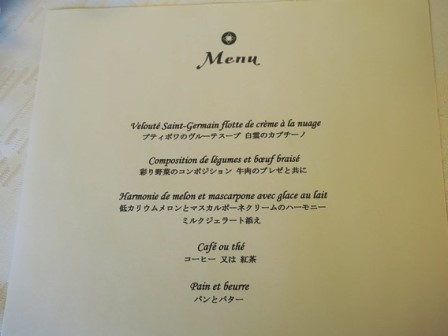 Menu
Velouté Saint-Germain flotte de crème à la nuage
プティポワのヴルーテスープ 白雲のカプチーノ
Composition de légumes et bœuf braisé
彩り野菜のコンポジション 牛肉のブレゼと共に
Harmonie de melon et mascarpone avec glace au lait
低カリウムメロンとマスカルポーネクリームのハーモニー
ミルクジェラート添え
Café ou thé
コーヒー 又は 紅茶
Pain et beurre
パンとバター